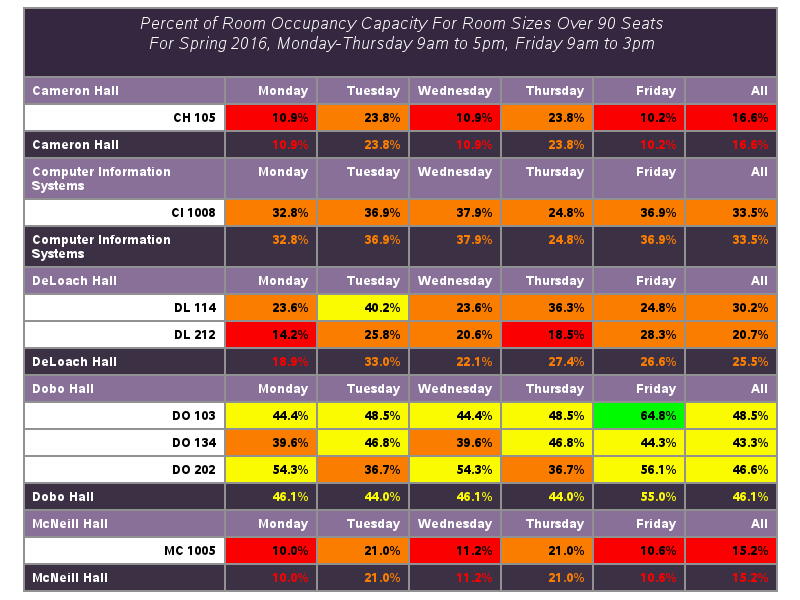 Percent of Room Occupancy Capacity For Room Sizes Over 90 Seats
For Spring 2016, Monday-Thursday 9am to 5pm, Friday 9am to 3pm
Cameron Hall Monday Tuesday Wednesday Thursday Friday All
CH 105 10.9% 23.8% 10.9% 23.8% 10.2% 16.6%
Cameron Hall 10.9% 23.8% 10.9% 23.8% 10.2% 16.6%
Computer Information Monday Tuesday Wednesday Thursday Friday All
Systems
CI 1008 32.8% 36.9% 37.9% 24.8% 36.9% 33.5%
Computer Information 32.8% 36.9% 37.9% 24.8% 36.9% 33.5%
Systems
DeLoach Hall Monday Tuesday Wednesday Thursday Friday All
DL 114 23.6% 40.2% 23.6% 36.3% 24.8% 30.2%
DL 212 14.2% 25.8% 20.6% 18.5% 28.3% 20.7%
DeLoach Hall 18.9% 33.0% 22.1% 27.4% 26.6% 25.5%
Dobo Hall Monday Tuesday Wednesday Thursday Friday All
DO 103 44.4% 48.5% 44.4% 48.5% 64.8% 48.5%
DO 134 39.6% 46.8% 39.6% 46.8% 44.3% 43.3%
DO 202 54.3% 36.7% 54.3% 36.7% 56.1% 46.6%
Dobo Hall 46.1% 44.0% 46.1% 44.0% 55.0% 46.1%
McNeill Hall Monday Tuesday Wednesday Thursday Friday All
MC 1005 10.0% 21.0% 11.2% 21.0% 10.6% 15.2%
McNeill Hall 10.0% 21.0% 11.2% 21.0% 10.6% 15.2%